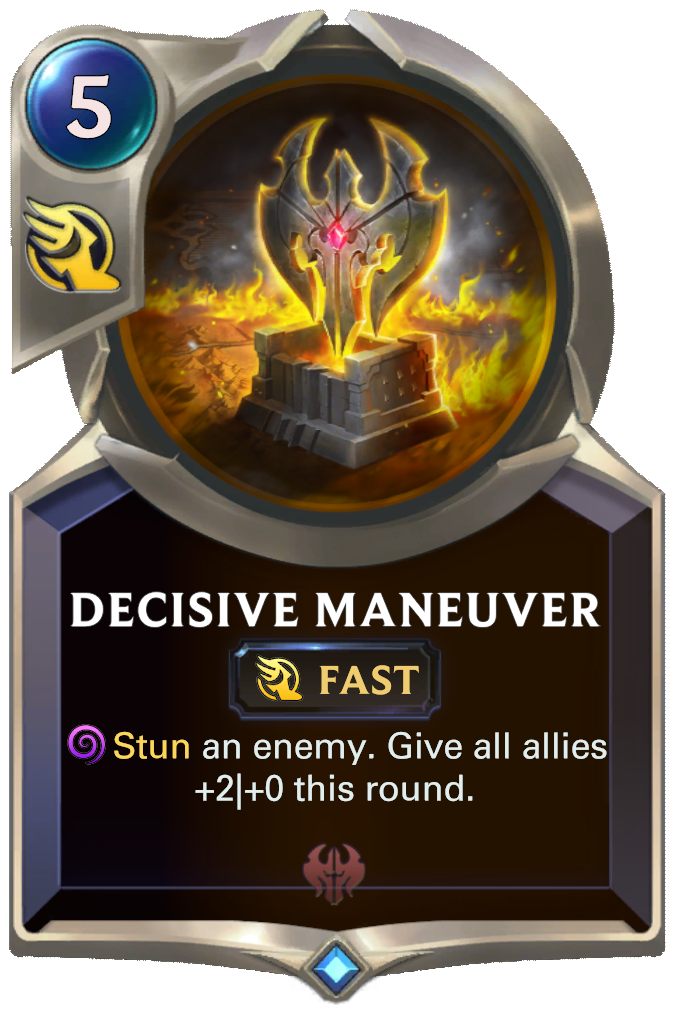 5
DECISIVE MANEUVER
FAST
Stun an enemy. Give all allies
+2|+0 this round.